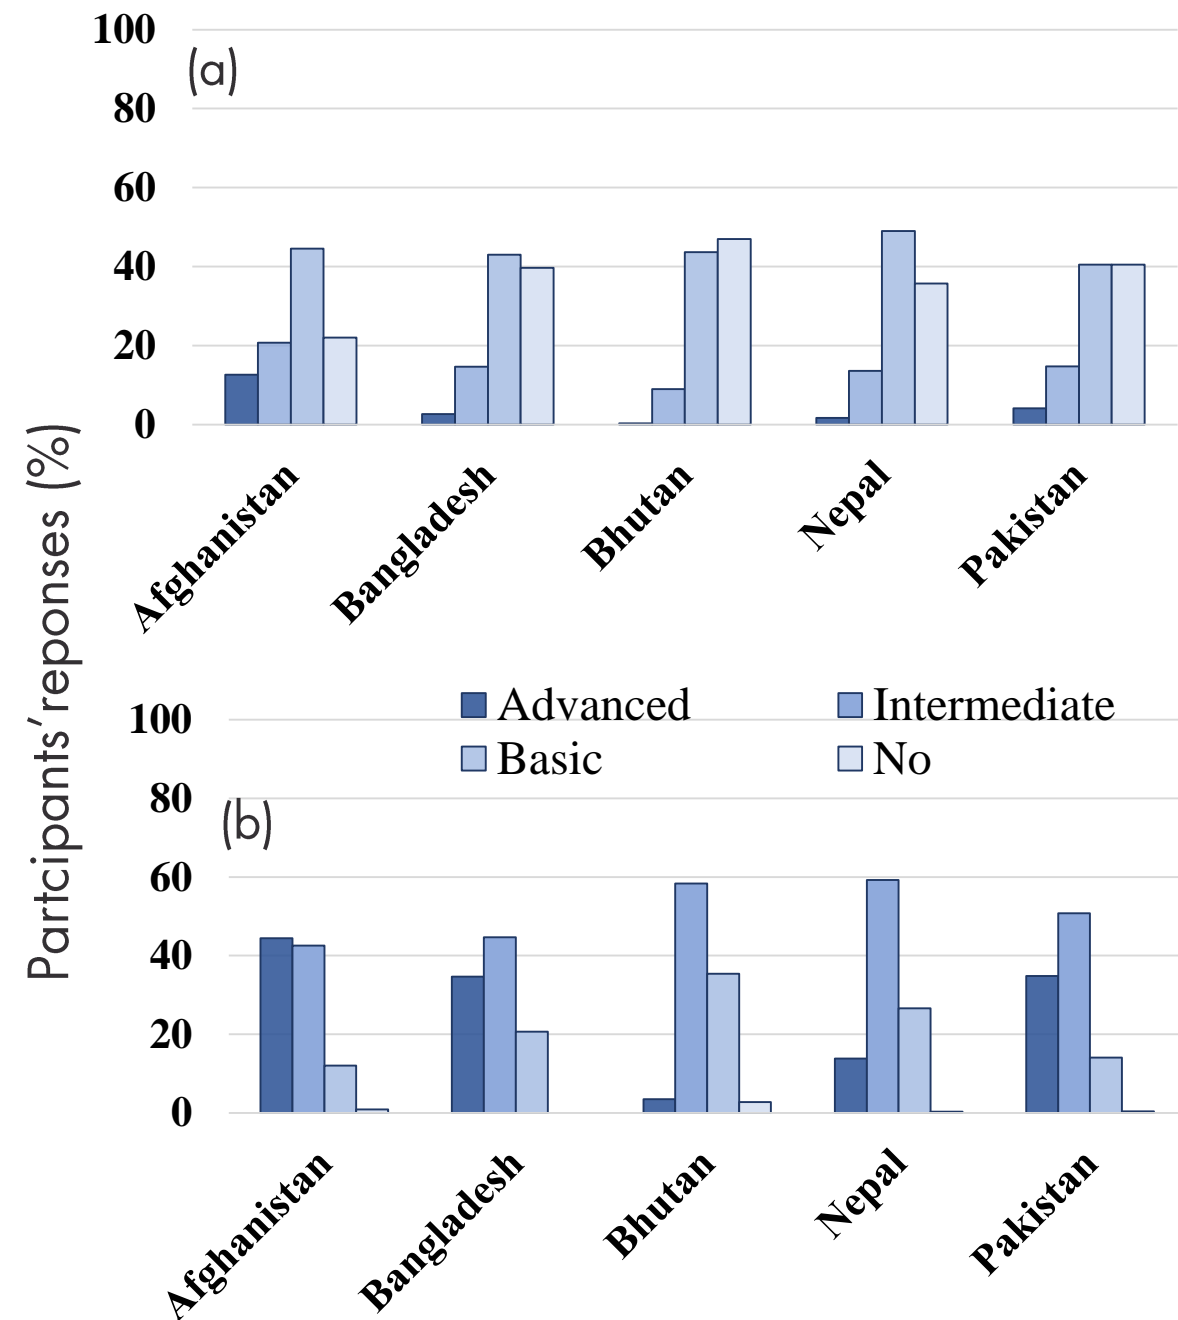 Partcipants’ reponses (%)
(a)
100
80
60
40
20
0
Afghanistan
Bangladesh
Bhutan
Nepal
Pakistan
Advanced
Intermediate
Basic
No
(b)
100
80
60
40
20
0
Afghanistan
Bangladesh
Bhutan
Nepal
Pakistan